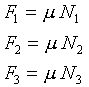 F₁ = μ N₁
F₂ = μ N₂
F₃ = μ N₃